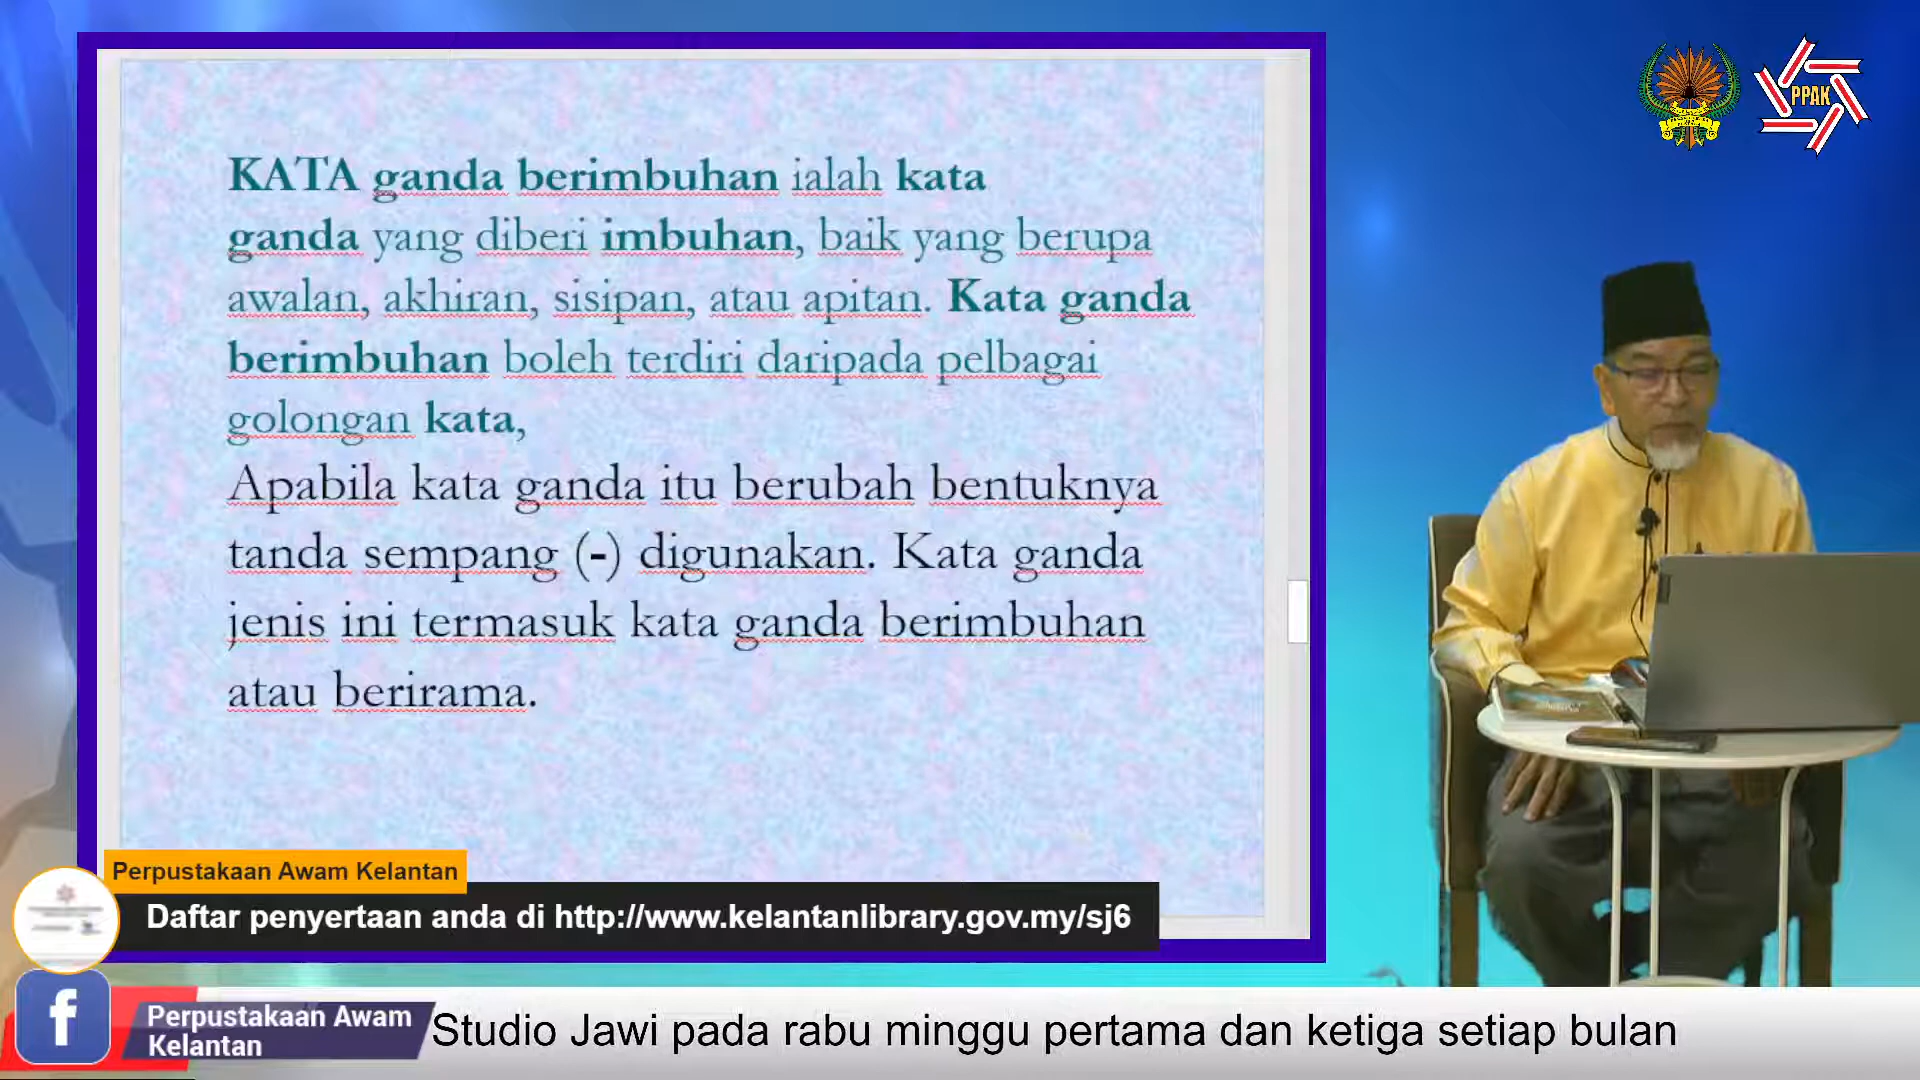 PPAK
KATA ganda berimbuhan ialah kata
ganda yang diberi imbuhan, baik yang berupa
awalan, akhiran, sisipan, atau apitan. Kata ganda
berimbuhan boleh terdiri daripada pelbagai
golongan kata,
Apabila kata ganda itu berubah bentuknya
tanda sempang (-) digunakan. Kata ganda
jenis ini termasuk kata ganda berimbuhan
atau berirama.
Perpustakaan Awam Kelantan
Daftar penyertaan anda di http://www.kelantanlibrary.gov.my/sj6
f
Perpustakaan Awam
Kelantan
Studio Jawi pada rabu minggu pertama dan ketiga setiap bulan